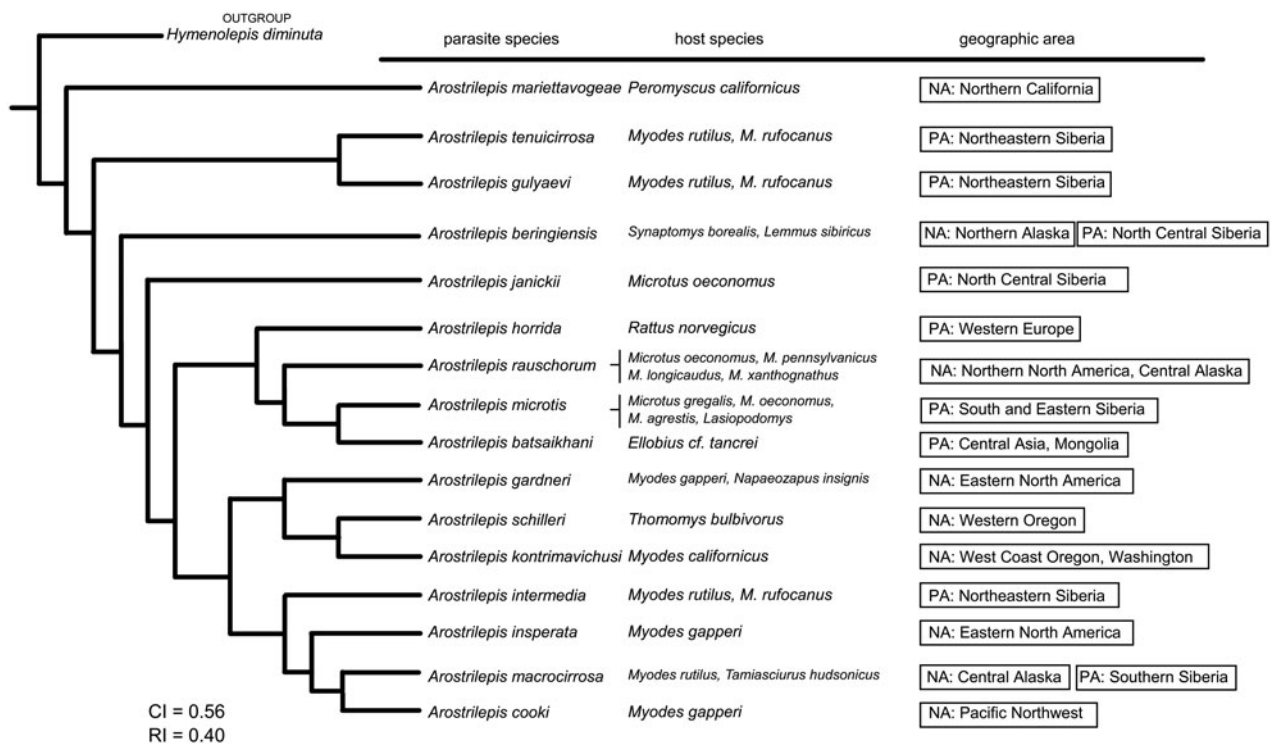 OUTGROUP
Hymenolepis diminuta
parasite species host species geographic area
Arostrilepis mariettavogeae Peromyscus californicus NA: Northern California
Arostrilepis tenuicirrosa Myodes rutilus, M. rufocanus PA: Northeastern Siberia
Arostrilepis gulyaevi Myodes rutilus, M. rufocanus PA: Northeastern Siberia
Arostrilepis beringiensis Synaptomys borealis, Lemmus sibiricus NA: Northern Alaska PA: North Central Siberia
Arostrilepis janickii Microtus oeconomus PA: North Central Siberia
Arostrilepis horrida Rattus norvegicus PA: Western Europe
Arostrilepis rauschorum Microtus oeconomus, M. pennsylvanicus
M. longicaudus, M. xanthognathus NA: Northern North America, Central Alaska
Arostrilepis microtis Microtus gregalis, M. oeconomus,
M. agrestis, Lasiopodomys PA: South and Eastern Siberia
Arostrilepis batsaikhani Ellobius cf. tancrei PA: Central Asia, Mongolia
Arostrilepis gardneri Myodes gapperi, Napaeozapus insignis NA: Eastern North America
Arostrilepis schilleri Thomomys bulbivorus NA: Western Oregon
Arostrilepis kontrimavichusi Myodes californicus NA: West Coast Oregon, Washington
Arostrilepis intermedia Myodes rutilus, M. rufocanus PA: Northeastern Siberia
Arostrilepis insperata Myodes gapperi NA: Eastern North America
Arostrilepis macrocirrosa Myodes rutilus, Tamiasciurus hudsonicus NA: Central Alaska PA: Southern Siberia
Arostrilepis cooki Myodes gapperi NA: Pacific Northwest
CI = 0.56
RI = 0.40